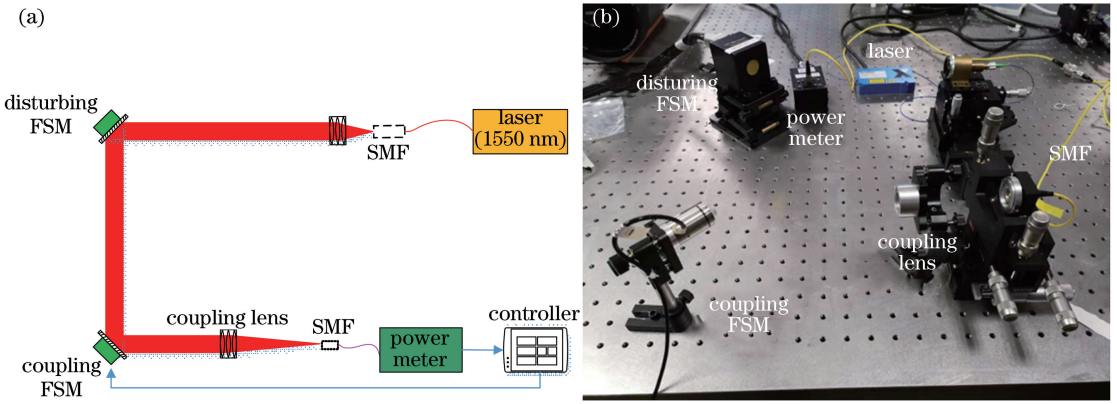 (a)
disturbing
FSM
SMF
laser
(1550 nm)
coupling lens
SMF
coupling
FSM
power
meter
controller
(b)
laser
disturing
FSM
power
meter
SMF
coupling
lens
coupling
FSM